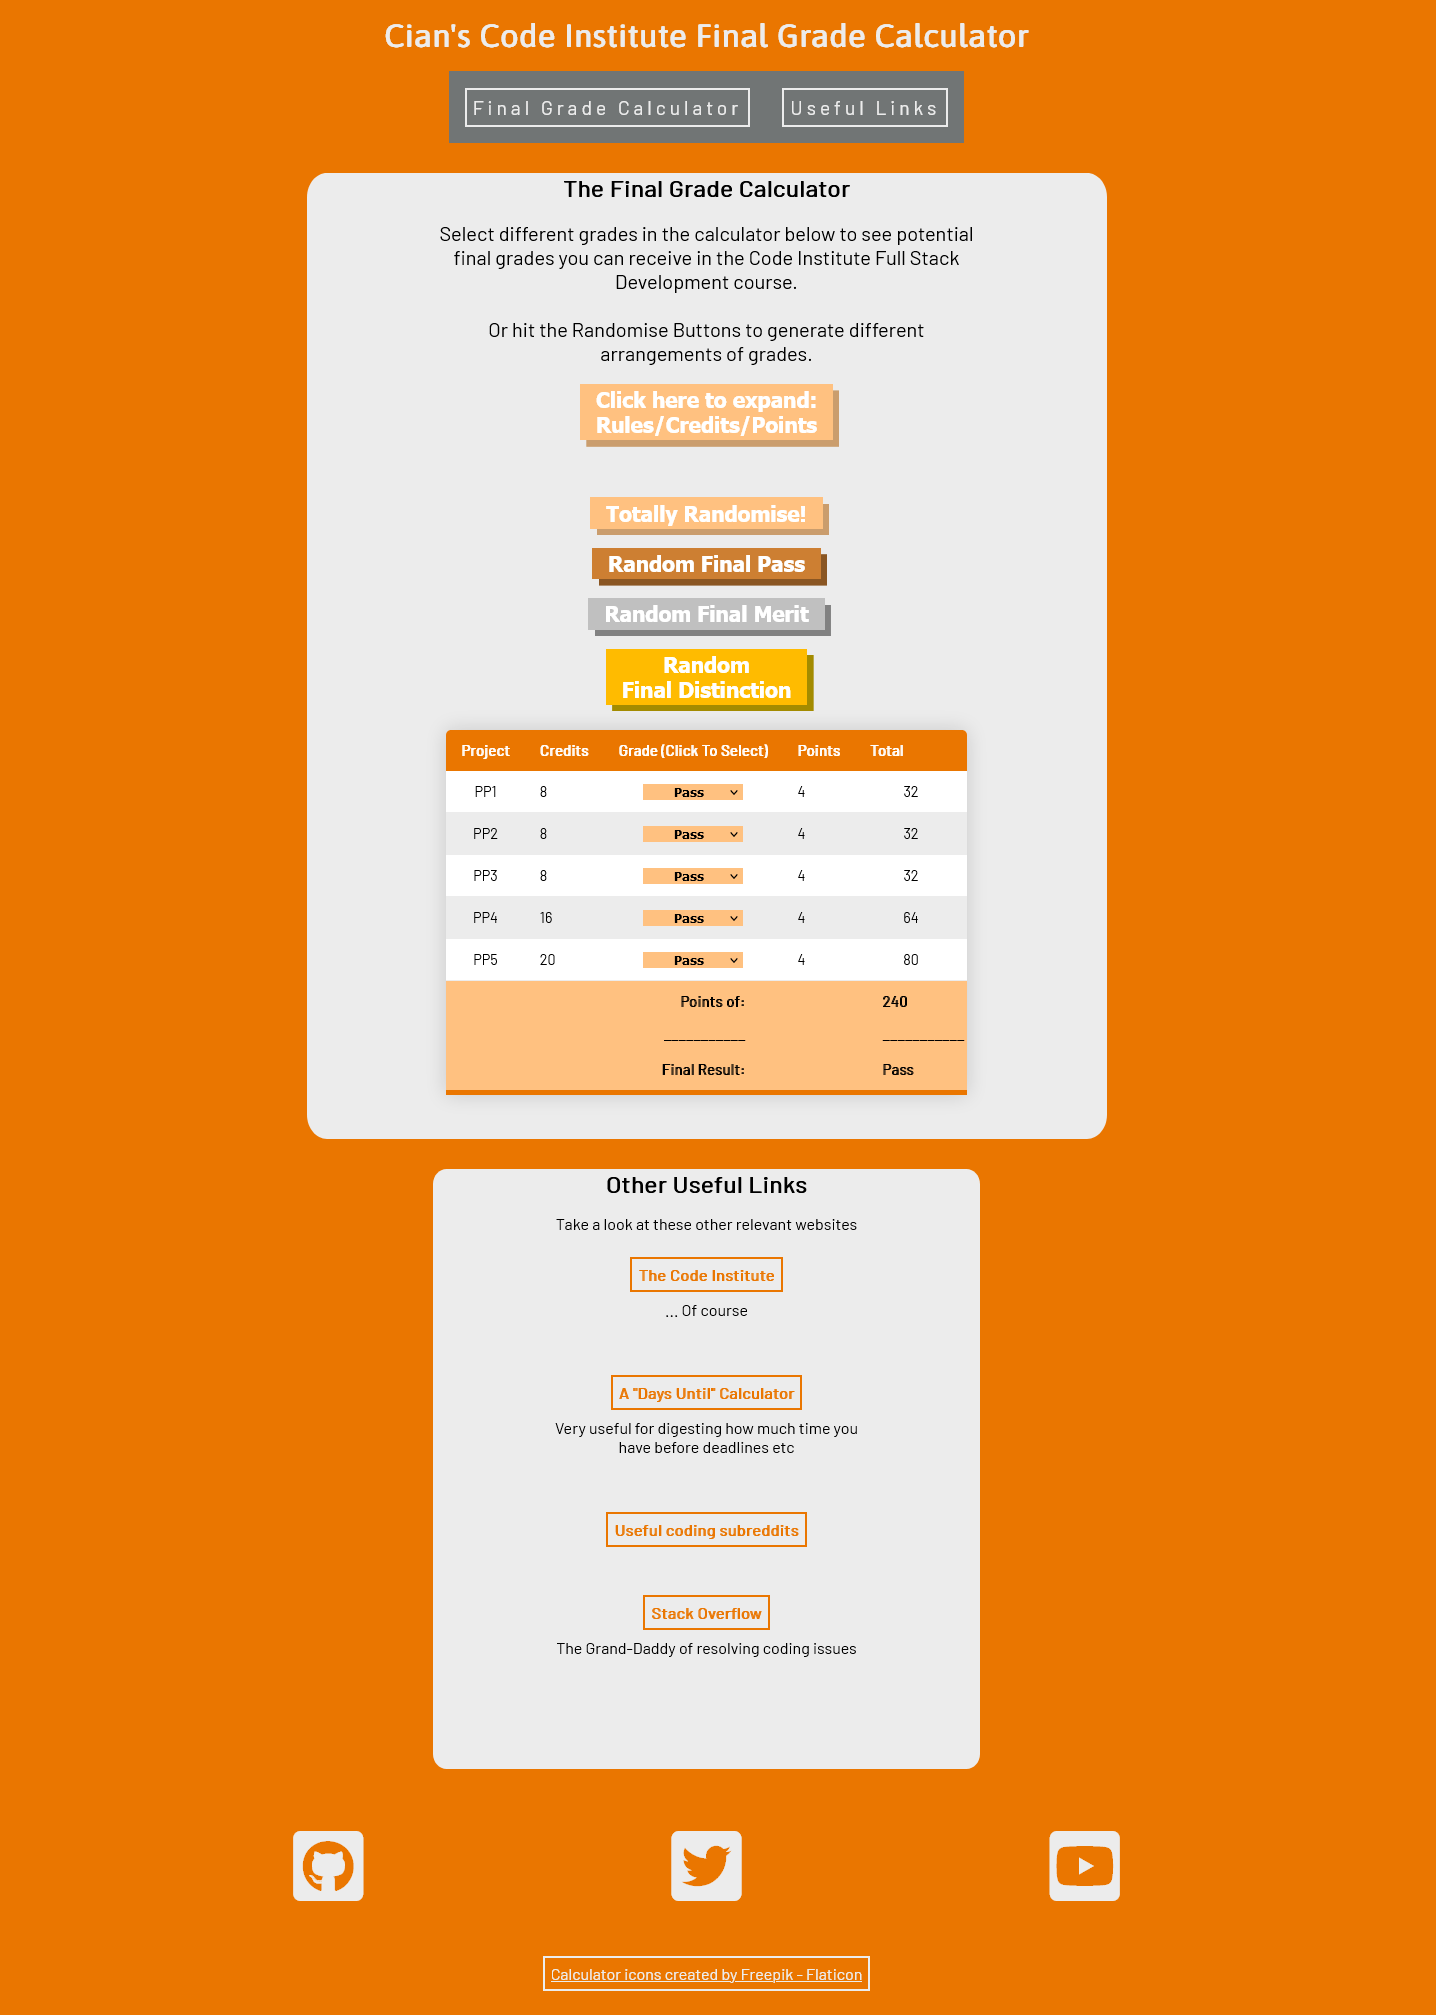 Cian's Code Institute Final Grade Calculator
Final Grade Calculator Useful Links
The Final Grade Calculator
Select different grades in the calculator below to see potential
final grades you can receive in the Code Institute Full Stack
Development course.
Or hit the Randomise Buttons to generate different
arrangements of grades.
Click here to expand:
Rules/Credits/Points
Totally Randomise!
Random Final Pass
Random Final Merit
Random
Final Distinction
Project Credits Grade (Click To Select) Points Total
PP1 8 Pass 4 32
PP2 8 Pass 4 32
PP3 8 Pass 4 32
PP4 16 Pass 4 64
PP5 20 Pass 4 80
Points of: 240
___________ ___________
Final Result: Pass
Other Useful Links
Take a look at these other relevant websites
The Code Institute
... Of course
A "Days Until" Calculator
Very useful for digesting how much time you
have before deadlines etc
Useful coding subreddits
Stack Overflow
The Grand-Daddy of resolving coding issues
Calculator icons created by Freepik - Flaticon